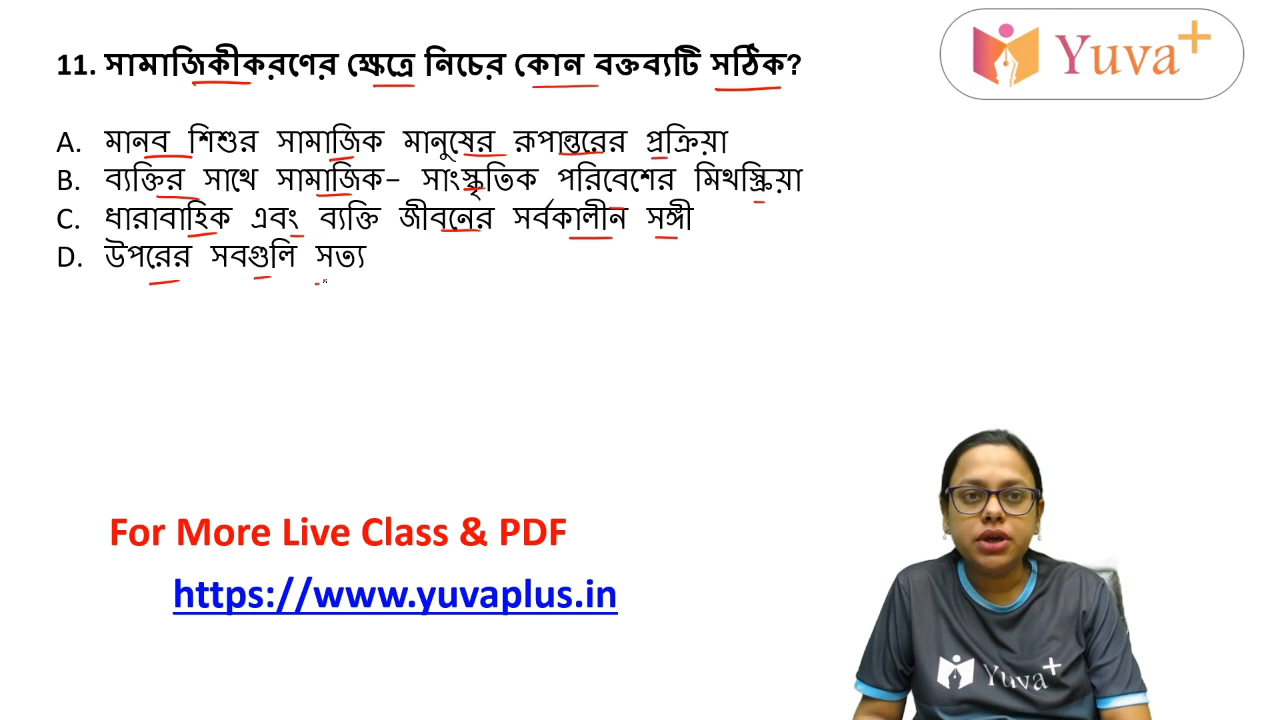 11. সামাজিকীকরণের ক্ষেত্রে নিচের কোন বক্তব্যটি সঠিক?
Yuva+
A. মানব শিশুর সামাজিক মানুষের রূপান্তরের প্রক্রিয়া
B. ব্যক্তির সাথে সামাজিক– সাংস্কৃতিক পরিবেশের মিথস্ক্রিয়া
C. ধারাবাহিক এবং ব্যক্তি জীবনের সর্বকালীন সঙ্গী
D. উপরের সবগুলি সত্য
For More Live Class & PDF
https://www.yuvaplus.in
Yuva+